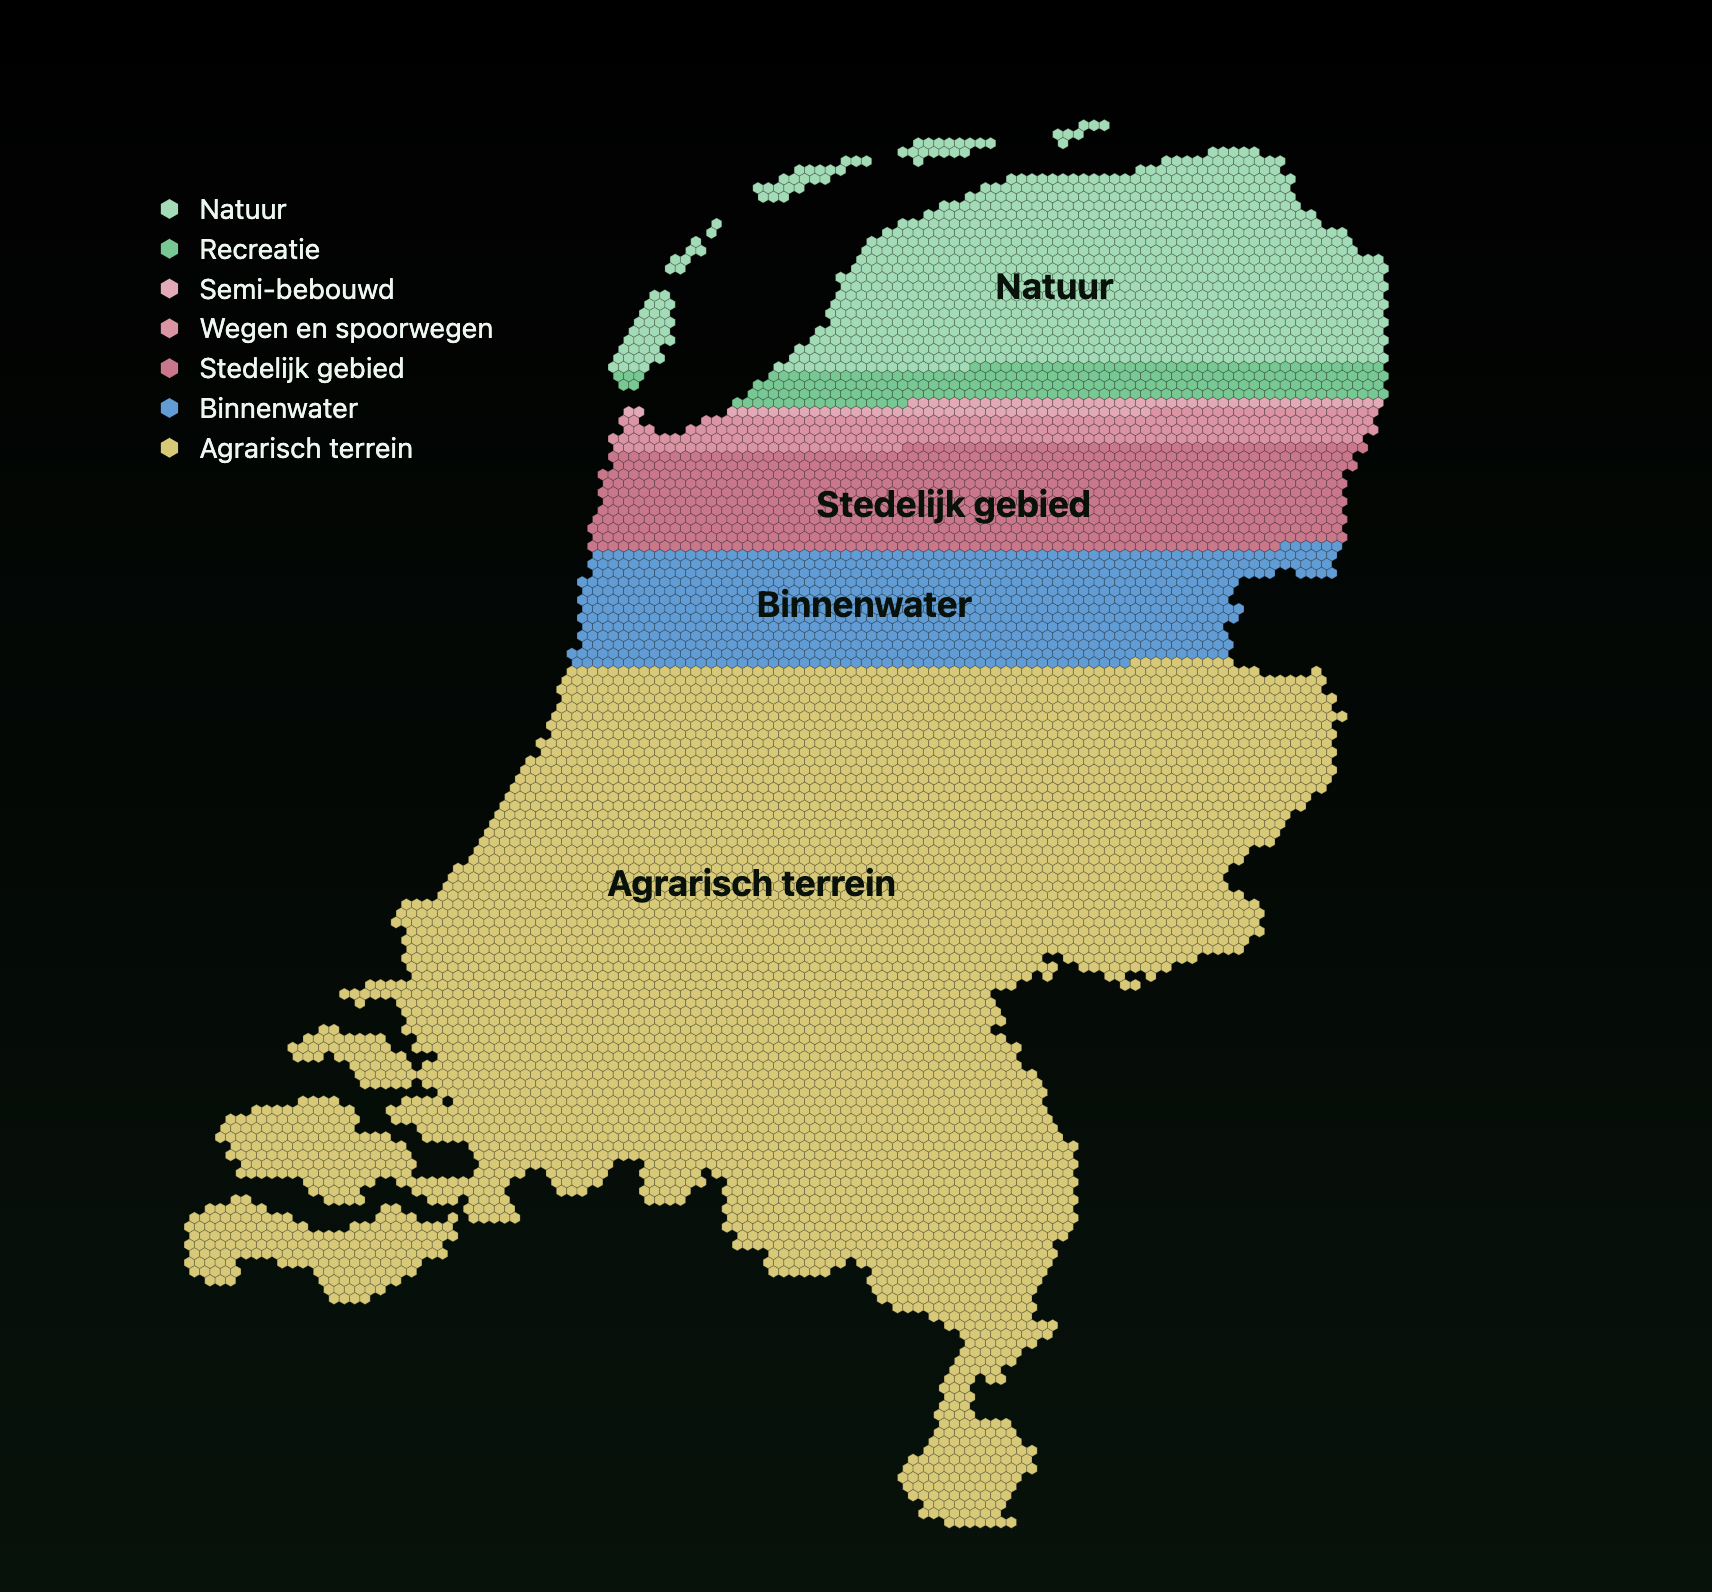 Natuur
Recreatie
Semi-bebouwd
Wegen en spoorwegen
Stedelijk gebied
Binnenwater
Agrarisch terrein
Natuur
Stedelijk gebied
Binnenwater
Agrarisch terrein